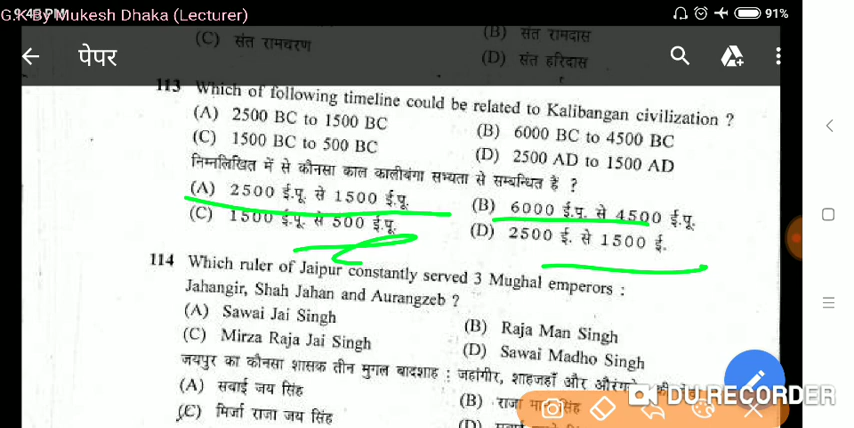 G.K By Mukesh Dhaka (Lecturer)
91%
पेपर
(C) संत रामचरण
(B) संत रामदास
(D) संत हरिदास
113 Which of following timeline could be related to Kalibangan civilization ?
(A) 2500 BC to 1500 BC
(B) 6000 BC to 4500 BC
(C) 1500 BC to 500 BC
(D) 2500 AD to 1500 AD
निम्नलिखित में से कौनसा काल कालीबंगा सभ्यता से सम्बन्धित हैं ?
(A) 2500 ई.पू. से 1500 ई.पू.
(B) 6000 ई.पू. से 4500 ई.पू.
(C) 1500 ई.पू. से 500 ई.पू.
(D) 2500 ई. से 1500 ई.
114 Which ruler of Jaipur constantly served 3 Mughal emperors :
Jahangir, Shah Jahan and Aurangzeb ?
(A) Sawai Jai Singh
(B) Raja Man Singh
(C) Mirza Raja Jai Singh
(D) Sawai Madho Singh
जयपुर का कौनसा शासक तीन मुगल बादशाह : जहांगीर, शाहजहाँ और
(A) सवाई जय सिंह
(B) राजा मान सिंह
(C) मिर्जा राजा जय सिंह
(D)
DU RECORDER